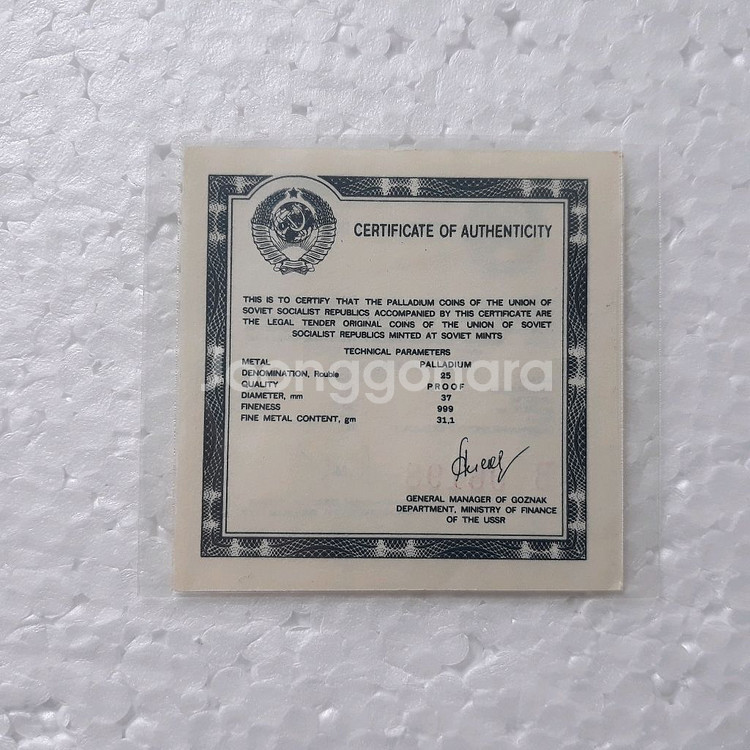 CERTIFICATE OF AUTHENTICITY
THIS IS TO CERTIFY THAT THE PALLADIUM COINS OF THE UNION OF
SOVIET SOCIALIST REPUBLICS ACCOMPANIED BY THIS CERTIFICATE ARE
THE LEGAL TENDER ORIGINAL COINS OF THE UNION OF SOVIET
SOCIALIST REPUBLICS MINTED AT SOVIET MINTS
TECHNICAL PARAMETERS
METAL PALLADIUM
DENOMINATION, Rouble 25
QUALITY PROOF
DIAMETER, mm 37
FINENESS 999
FINE METAL CONTENT, gm 31,1
Joonggonara
GENERAL MANAGER OF GOZNAK
DEPARTMENT, MINISTRY OF FINANCE
OF THE USSR